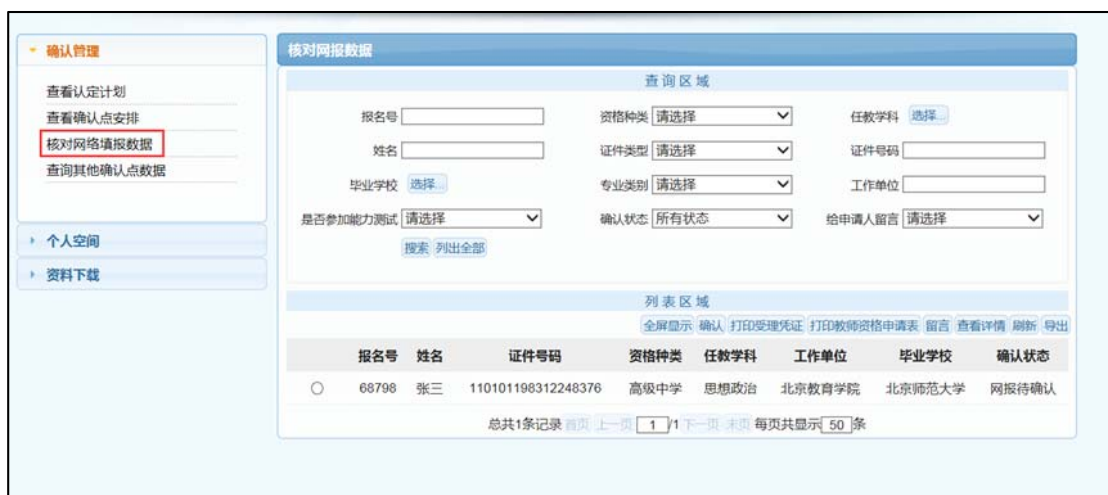 确认管理
查看认定计划
查看确认点安排
核对网络填报数据
查询其他确认点数据
个人空间
资料下载
核对网报数据
查询区域
报名号 资格种类 请选择 任教学科 选择...
姓名 证件类型 请选择 证件号码
毕业学校 选择... 专业类别 请选择 工作单位
是否参加能力测试 请选择 确认状态 所有状态 给申请人留言 请选择
搜索 列出全部
列表区域
全屏显示 确认 打印受理凭证 打印教师资格申请表 留言 查看详情 刷新 导出
报名号 姓名 证件号码 资格种类 任教学科 工作单位 毕业学校 确认状态
68798 张三 110101198312248376 高级中学 思想政治 北京教育学院 北京师范大学 网报待确认
总共1条记录 首页 上一页 1 /1 下一页 末页 每页共显示 50 条